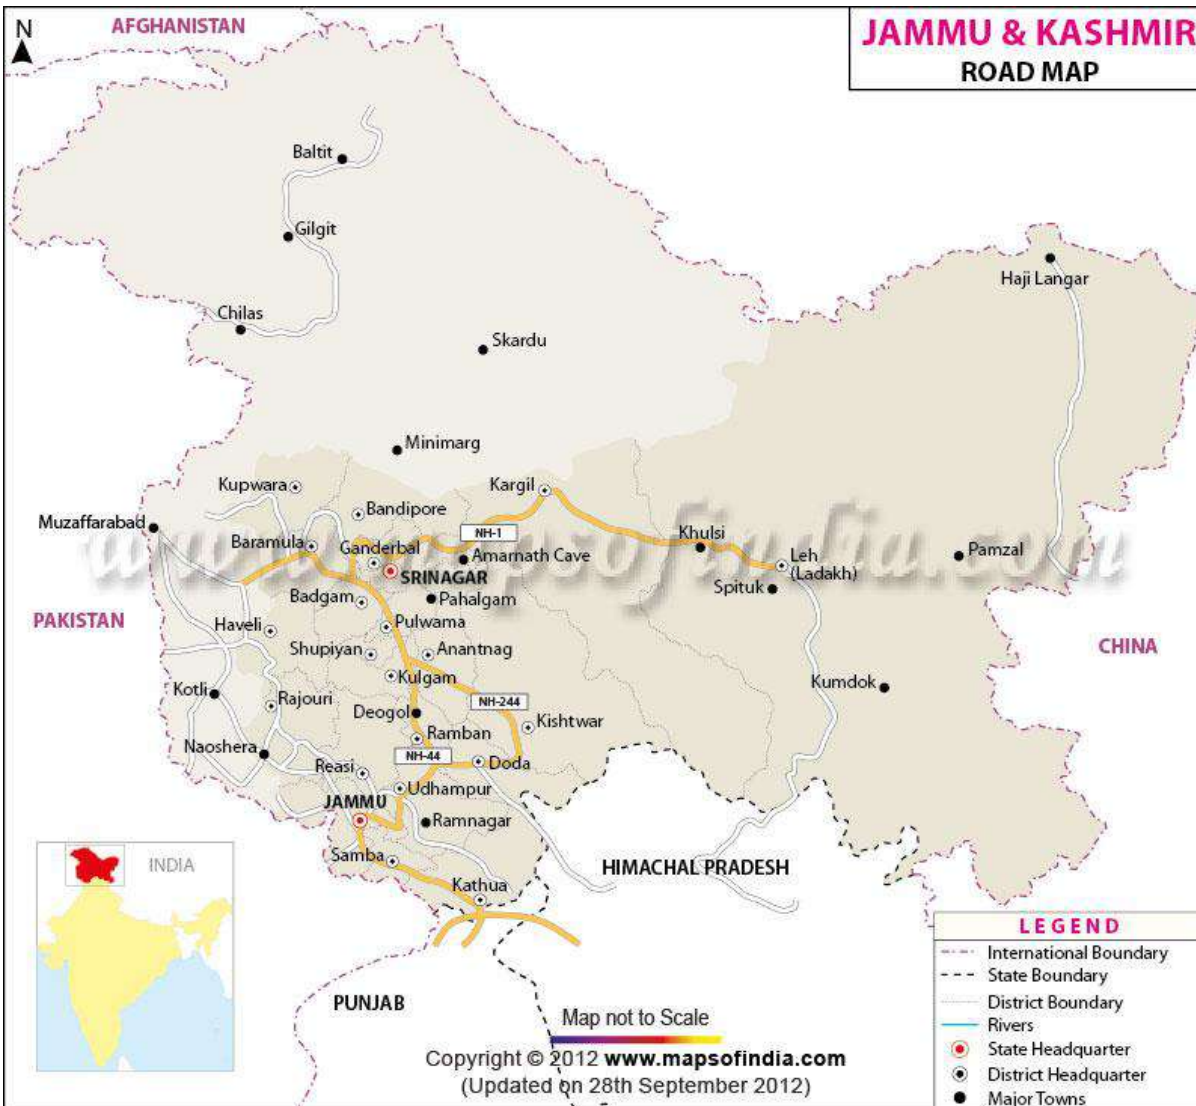 AFGHANISTAN
N
JAMMU & KASHMIR
ROAD MAP
Baltit
Gilgit
Haji Langar
Chilas
Skardu
Minimarg
Kupwara
Kargil
Bandipore
Muzaffarabad
NH-1
Khulsi
Baramula
Ganderbal
Amarnath Cave
Leh
(Ladakh)
Pamzal
www.mapsofindia.com
SRINAGAR
Spituk
Badgam
Pahalgam
PAKISTAN
Haveli
Pulwama
CHINA
Shupiyan
Anantnag
Kulgam
Kumdok
Kotli
Rajouri
NH-244
Deogol
Kishtwar
Ramban
Naoshera
NH-44
Reasi
Doda
Udhampur
JAMMU
Ramnagar
INDIA
Samba
HIMACHAL PRADESH
Kathua
LEGEND
International Boundary
State Boundary
District Boundary
Rivers
State Headquarter
District Headquarter
Major Towns
PUNJAB
Map not to Scale
Copyright © 2012 www.mapsofindia.com
(Updated on 28th September 2012)